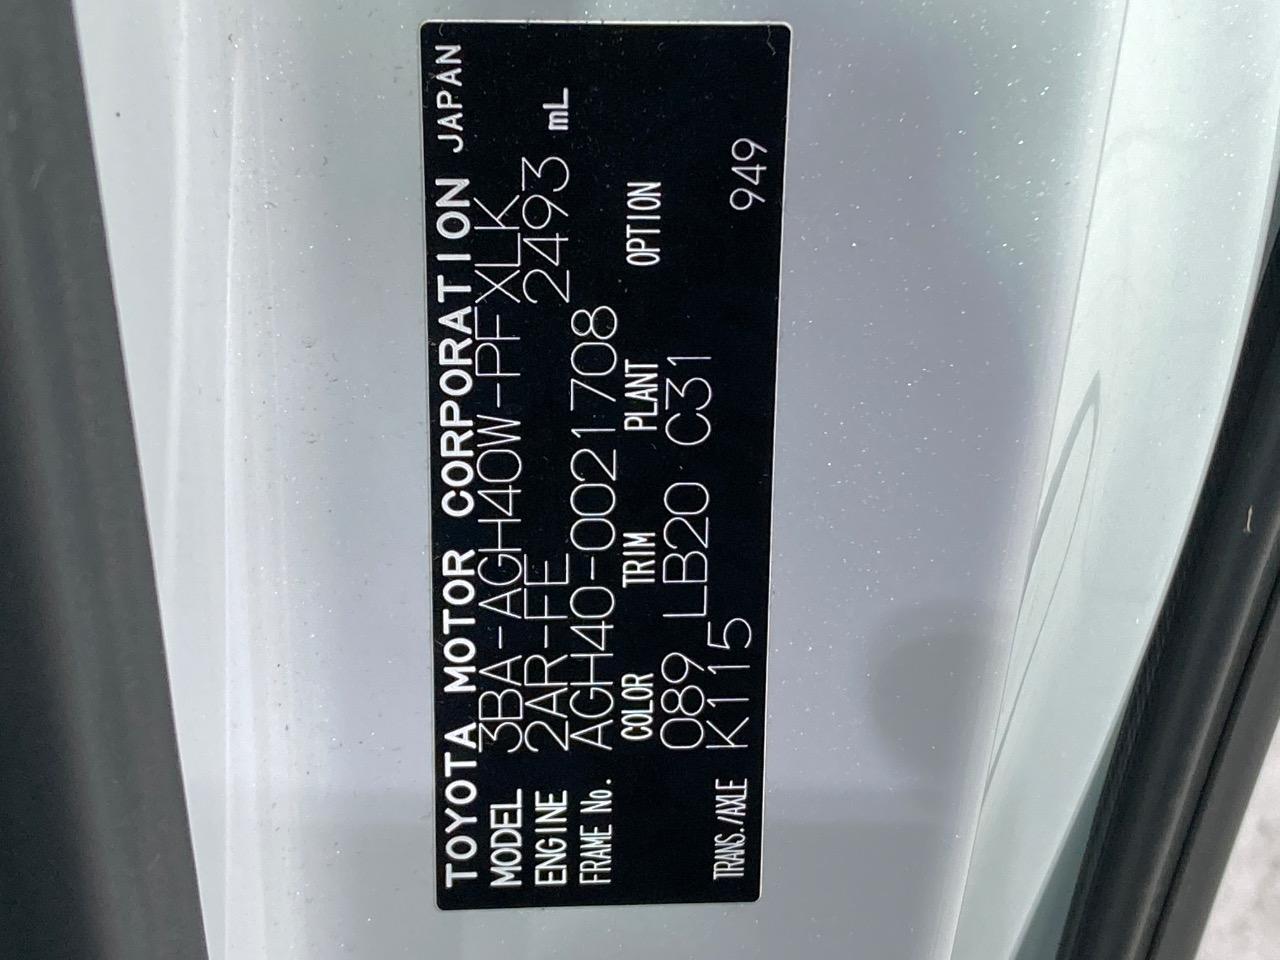 TOYOTA MOTOR CORPORATION JAPAN
MODEL 3BA-AGH40W-PFXLK
ENGINE 2AR-FE 2493 mL
FRAME No. AGH40-0021708
COLOR TRIM PLANT OPTION
089 LB20 C31
TRANS./AXLE K115 949